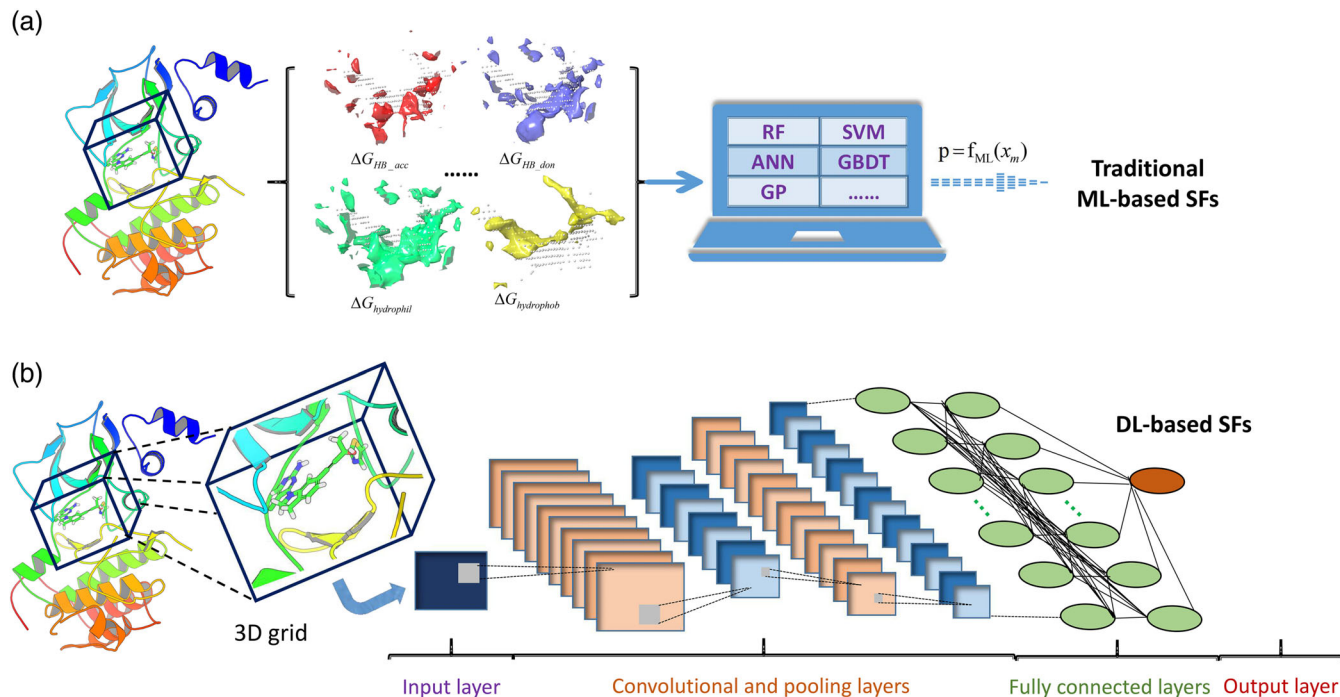 (a)
ΔG_HB_acc
ΔG_HB_don
......
ΔG_hydrophil
ΔG_hydrophob
RF
SVM
ANN
GBDT
GP
......
p=f_ML(x_m)
Traditional
ML-based SFs
(b)
3D grid
DL-based SFs
Input layer
Convolutional and pooling layers
Fully connected layers
Output layer